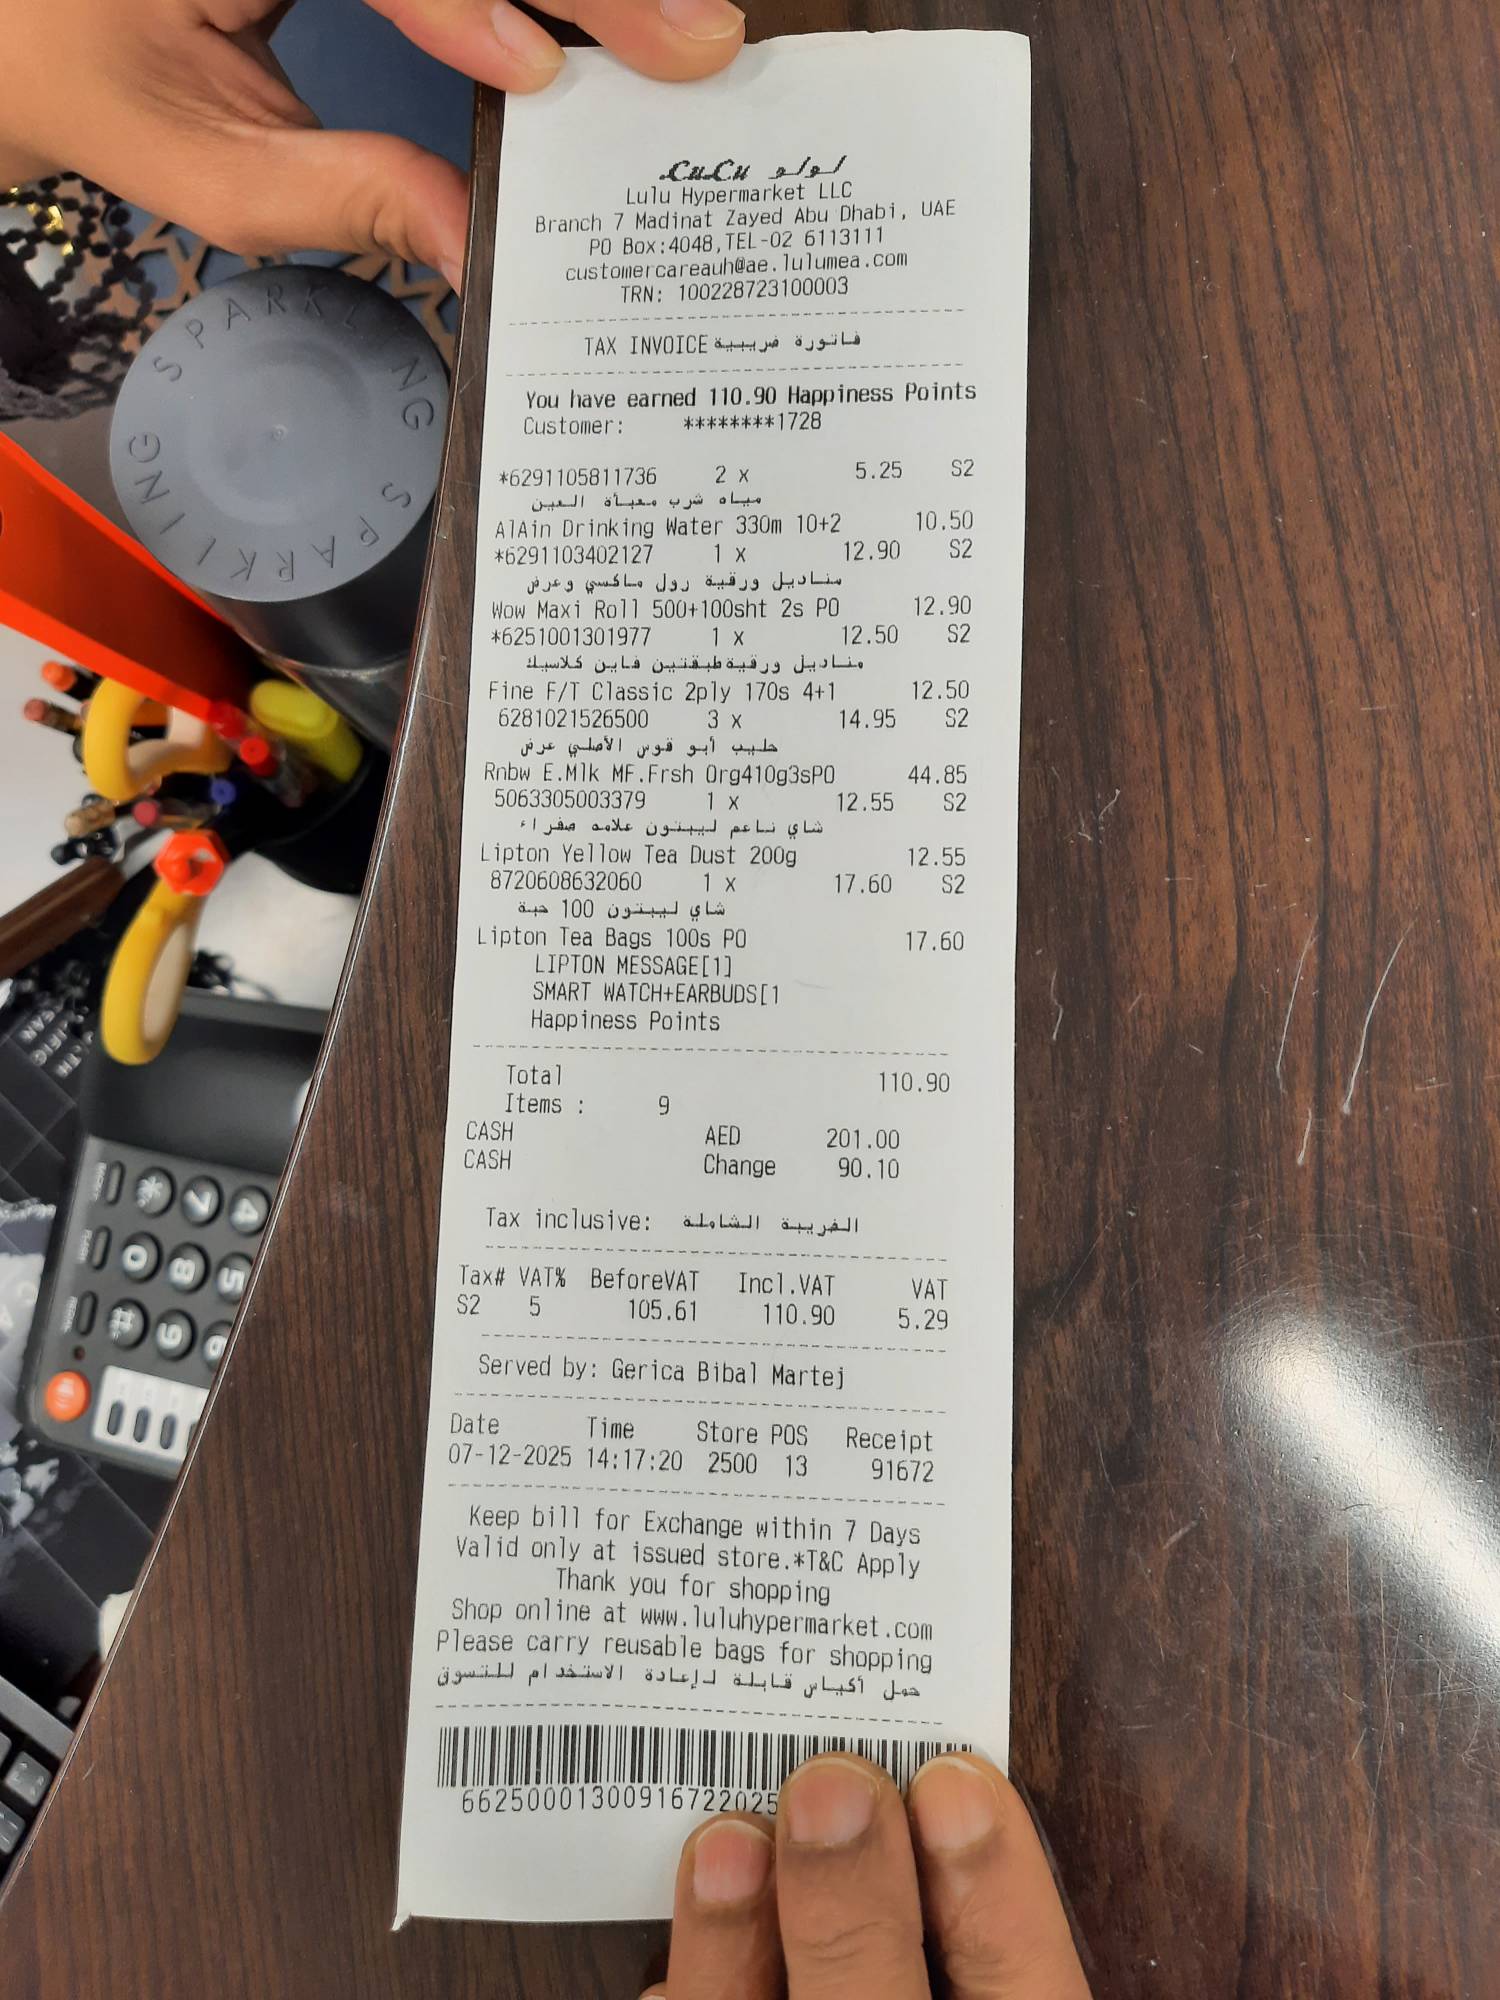 LuLu لولو
Lulu Hypermarket LLC
Branch 7 Madinat Zayed Abu Dhabi, UAE
PO Box:4048,TEL-02 6113111
customercareauh@ae.lulumea.com
TRN: 100228723100003
TAX INVOICE فاتورة ضريبية
You have earned 110.90 Happiness Points
Customer: ********1728
*6291105811736 2 x 5.25 S2
مياه شرب معبأة العين
AlAin Drinking Water 330m 10+2 10.50
*6291103402127 1 x 12.90 S2
مناديل ورقية رول ماكسي وعرض
Wow Maxi Roll 500+100sht 2s PO 12.90
*6251001301977 1 x 12.50 S2
مناديل ورقيةطبقتين فاين كلاسيك
Fine F/T Classic 2ply 170s 4+1 12.50
6281021526500 3 x 14.95 S2
حليب أبو قوس الأصلي عرض
Rnbw E.Mlk MF.Frsh Org410g3sPO 44.85
5063305003379 1 x 12.55 S2
شاي ناعم ليبتون علامه صفراء
Lipton Yellow Tea Dust 200g 12.55
8720608632060 1 x 17.60 S2
شاي ليبتون 100 حبة
Lipton Tea Bags 100s PO 17.60
LIPTON MESSAGE[1]
SMART WATCH+EARBUDS[1
Happiness Points
Total 110.90
Items : 9
CASH AED 201.00
CASH Change 90.10
Tax inclusive: الضريبة الشاملة
Tax# VAT% BeforeVAT Incl.VAT VAT
S2 5 105.61 110.90 5.29
Served by: Gerica Bibal Martej
Date Time Store POS Receipt
07-12-2025 14:17:20 2500 13 91672
Keep bill for Exchange within 7 Days
Valid only at issued store.*T&C Apply
Thank you for shopping
Shop online at www.luluhypermarket.com
Please carry reusable bags for shopping
حمل أكياس قابلة لإعادة الاستخدام للتسوق
66250001300916722025
SPARKLING SPARKLING
* 7 4
0 8 5
# 9 6